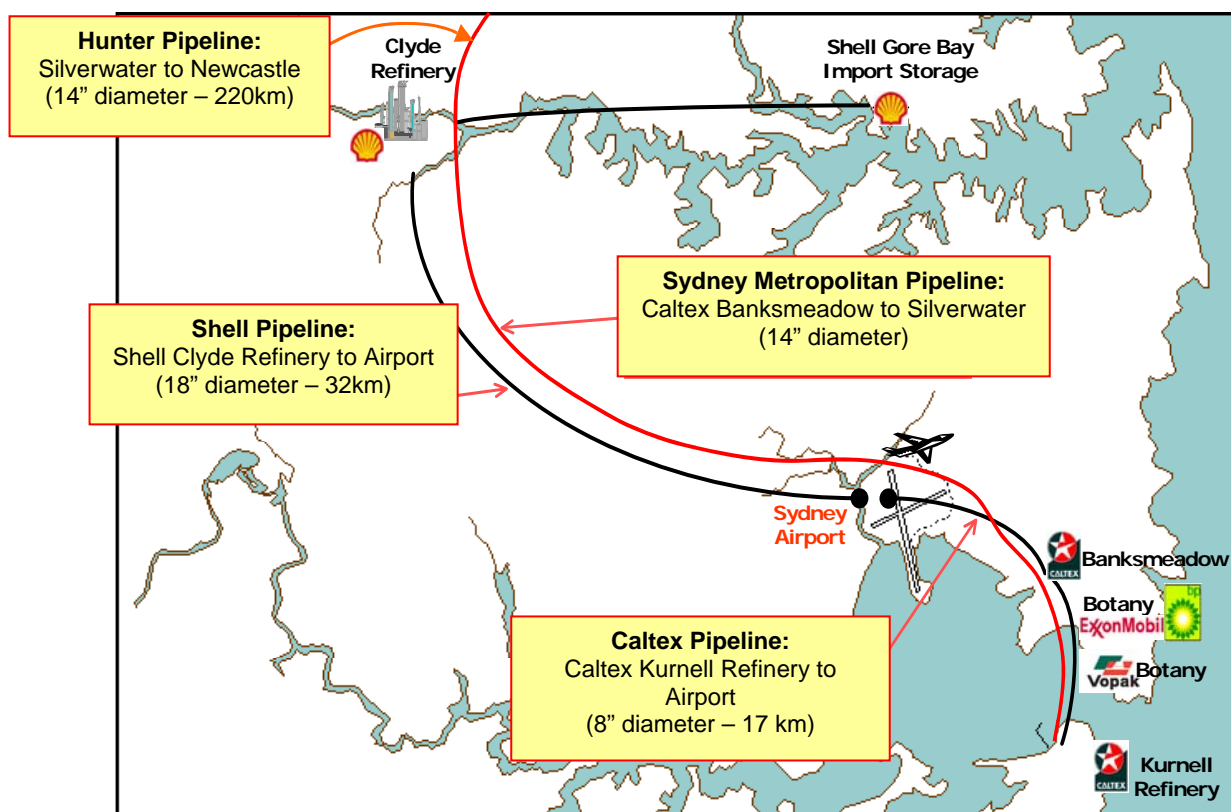 Hunter Pipeline:
Silverwater to Newcastle
(14” diameter – 220km)
Clyde
Refinery
Shell Gore Bay
Import Storage
Sydney Metropolitan Pipeline:
Caltex Banksmeadow to Silverwater
(14” diameter)
Shell Pipeline:
Shell Clyde Refinery to Airport
(18” diameter – 32km)
Sydney
Airport
CALTEX
Banksmeadow
Botany
bp
ExxonMobil
Vopak
Botany
Caltex Pipeline:
Caltex Kurnell Refinery to
Airport
(8” diameter – 17 km)
CALTEX
Kurnell
Refinery